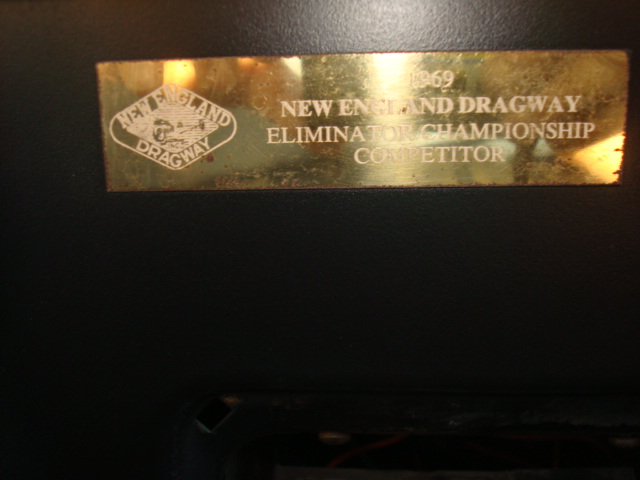 NEW ENGLAND
DRAGWAY
1969
NEW ENGLAND DRAGWAY
ELIMINATOR CHAMPIONSHIP
COMPETITOR